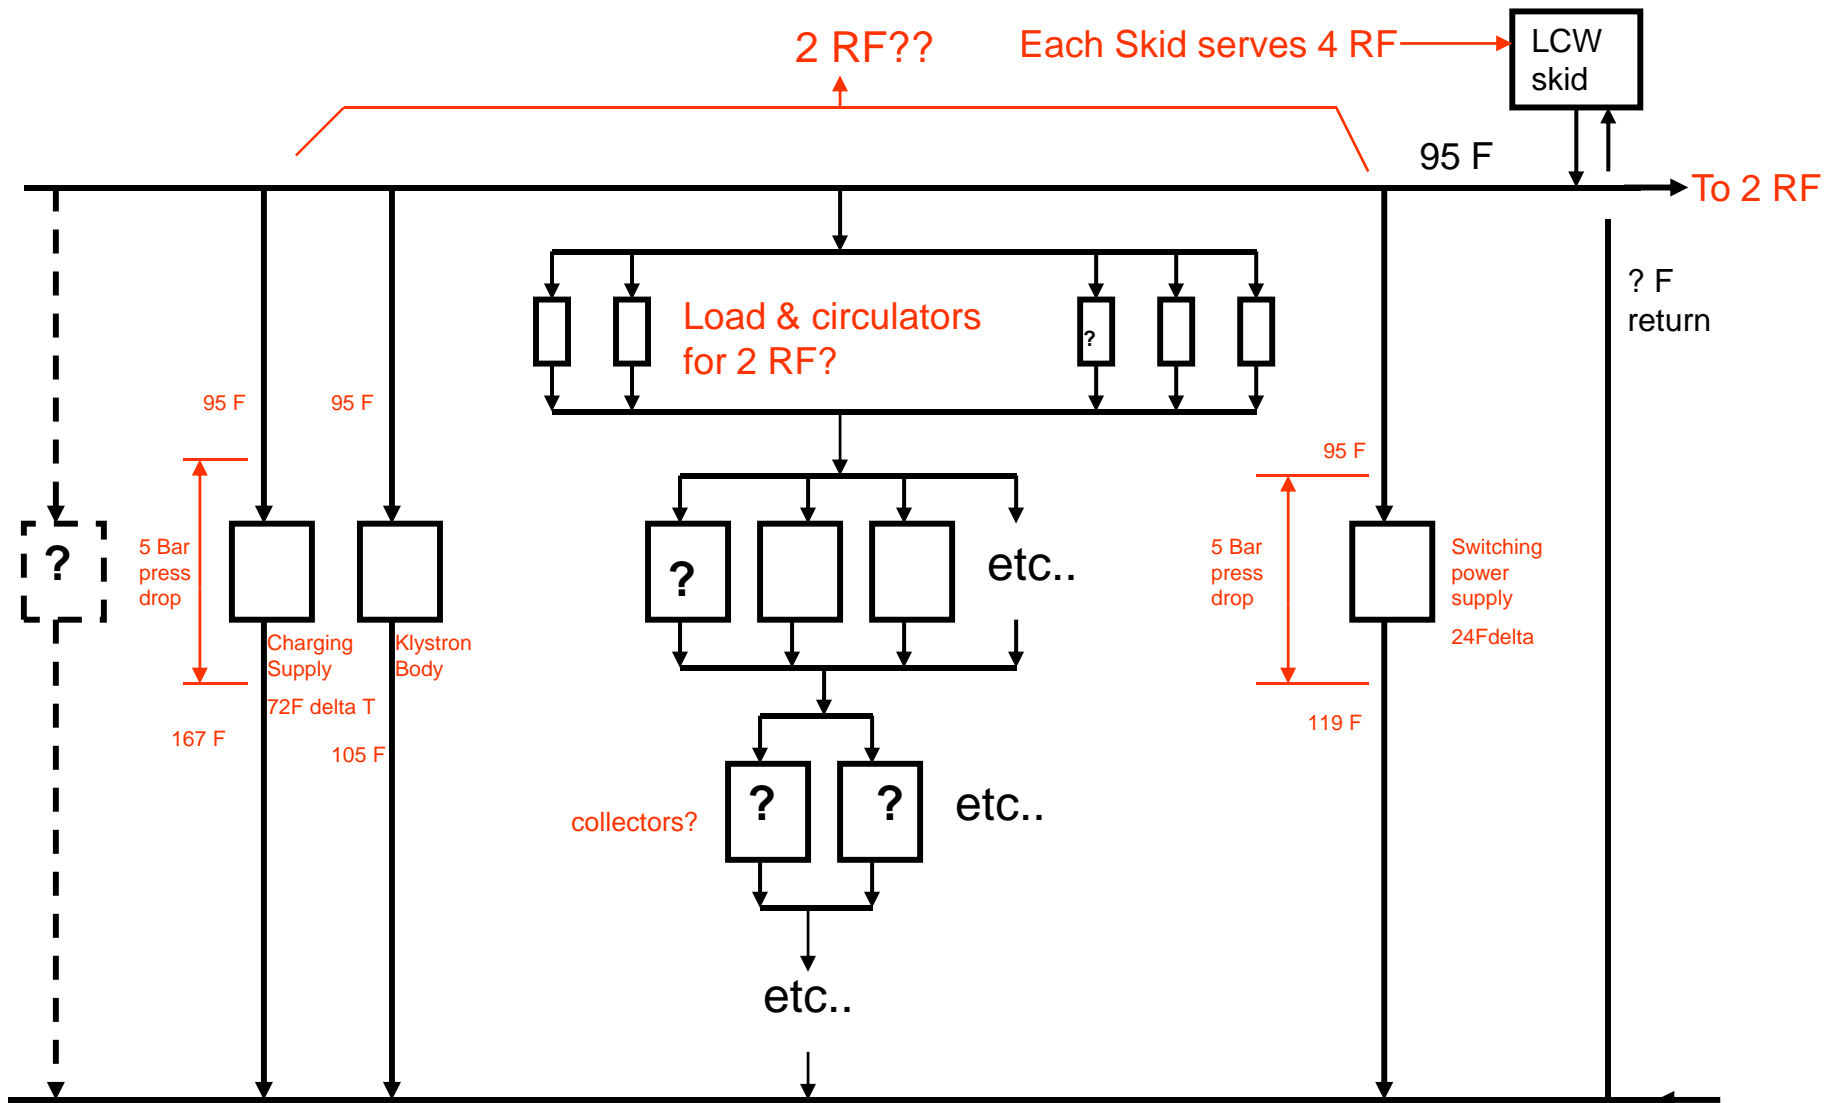 2 RF??
Each Skid serves 4 RF
LCW
skid
95 F
To 2 RF
? F
return
Load & circulators
for 2 RF?
?
95 F
95 F
95 F
?
5 Bar
press
drop
?
etc..
5 Bar
press
drop
Switching
power
supply
24Fdelta
Charging
Supply
72F delta T
Klystron
Body
167 F
105 F
119 F
collectors?
?
?
etc..
etc..